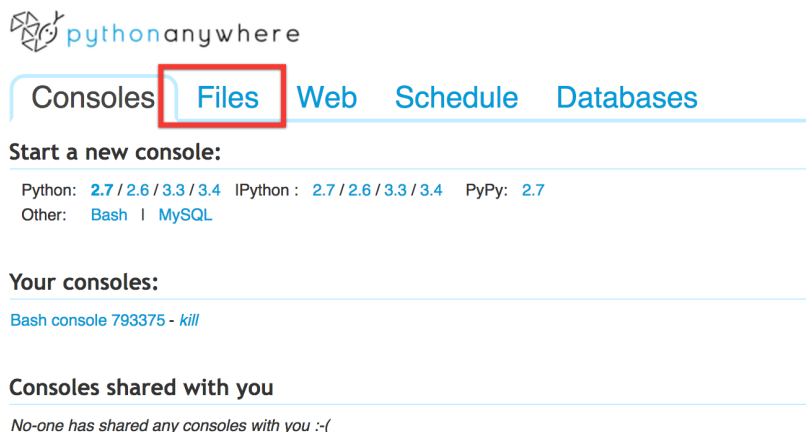 pythonanywhere
Consoles Files Web Schedule Databases
Start a new console:
Python: 2.7 / 2.6 / 3.3 / 3.4 IPython : 2.7 / 2.6 / 3.3 / 3.4 PyPy: 2.7
Other: Bash | MySQL
Your consoles:
Bash console 793375 - kill
Consoles shared with you
No-one has shared any consoles with you :-(